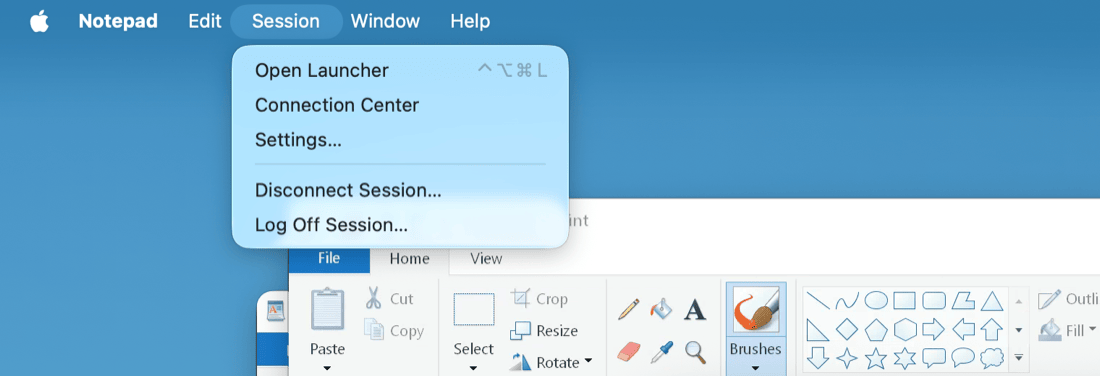 Notepad Edit Session Window Help
Open Launcher ^⌥⌘L
Connection Center
Settings...
Disconnect Session...
Log Off Session...
File Home View
Cut
Copy
Paste
Select
Crop
Resize
Rotate
A
Brushes
Fill